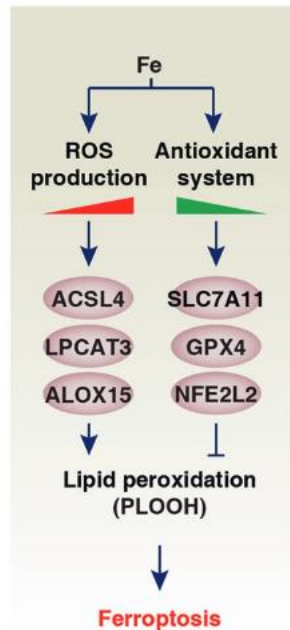 Fe
ROS
production
Antioxidant
system
ACSL4
LPCAT3
ALOX15
SLC7A11
GPX4
NFE2L2
Lipid peroxidation
(PLOOH)
Ferroptosis